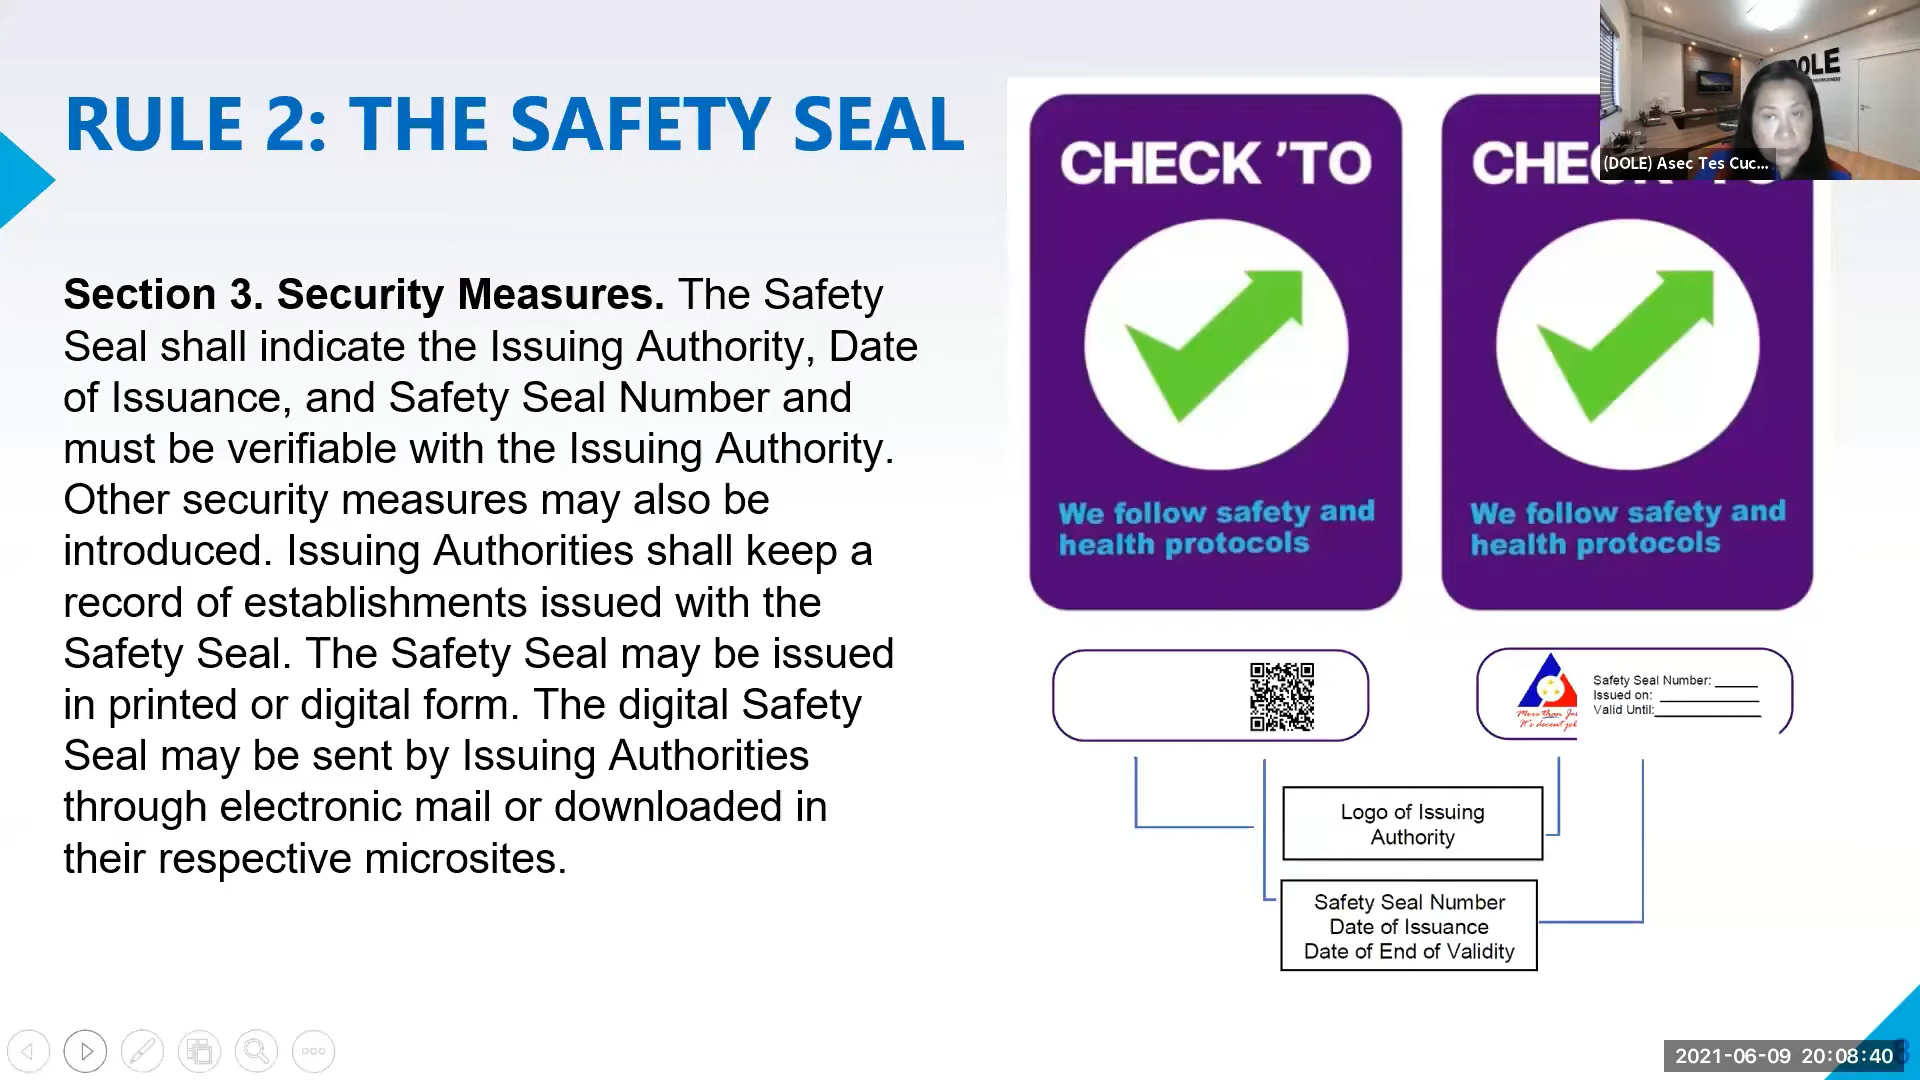 RULE 2: THE SAFETY SEAL
Section 3. Security Measures. The Safety
Seal shall indicate the Issuing Authority, Date
of Issuance, and Safety Seal Number and
must be verifiable with the Issuing Authority.
Other security measures may also be
introduced. Issuing Authorities shall keep a
record of establishments issued with the
Safety Seal. The Safety Seal may be issued
in printed or digital form. The digital Safety
Seal may be sent by Issuing Authorities
through electronic mail or downloaded in
their respective microsites.
CHECK ’TO
We follow safety and
health protocols
We follow safety and
health protocols
DOLE
(DOLE) Asec Tes Cuc...
Safety Seal Number:
Issued on:
Valid Until:
Logo of Issuing
Authority
Safety Seal Number
Date of Issuance
Date of End of Validity
2021-06-09 20:08:40